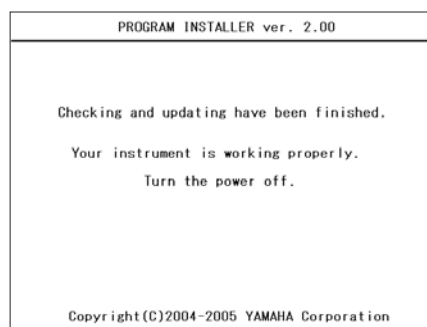 PROGRAM INSTALLER ver. 2.00
Checking and updating have been finished.
Your instrument is working properly.
Turn the power off.
Copyright(C)2004-2005 YAMAHA Corporation